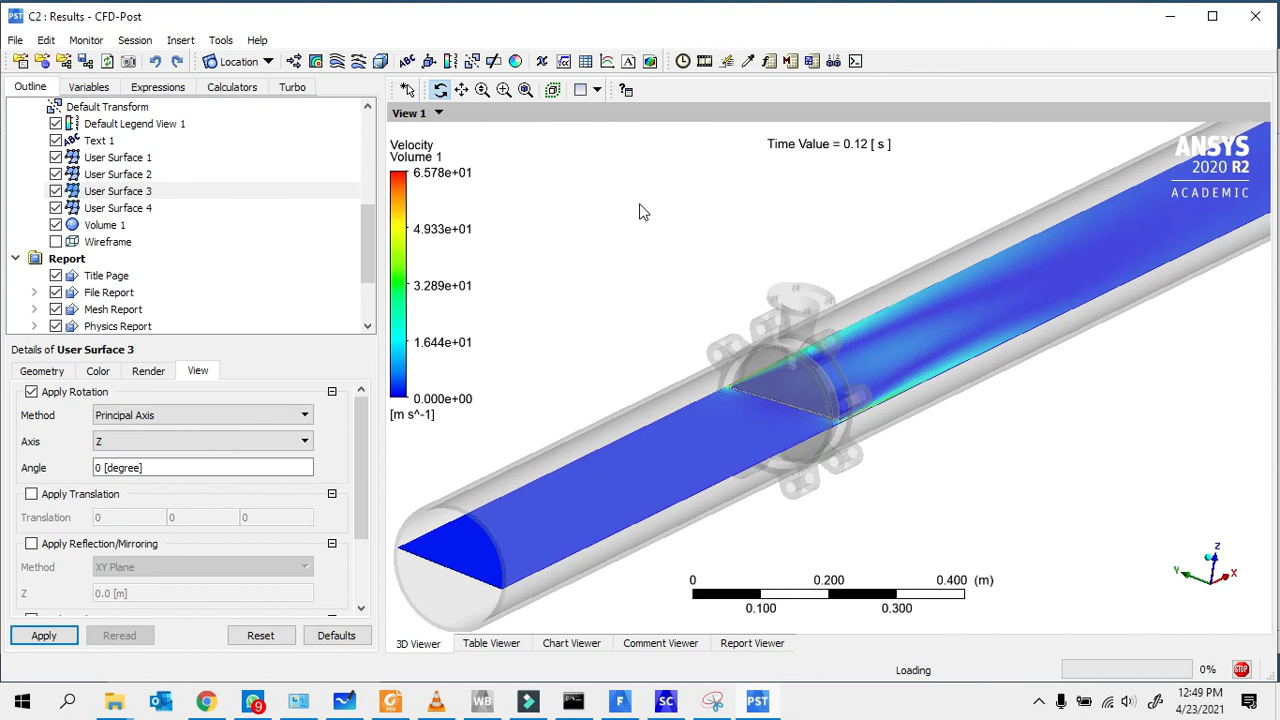 C2 : Results - CFD-Post
File Edit Monitor Session Insert Tools Help
Location
Outline Variables Expressions Calculators Turbo
Default Transform
Default Legend View 1
Text 1
User Surface 1
User Surface 2
User Surface 3
User Surface 4
Volume 1
Wireframe
Report
Title Page
File Report
Mesh Report
Physics Report
Details of User Surface 3
Geometry Color Render View
Apply Rotation
Method Principal Axis
Axis Z
Angle 0 [degree]
Apply Translation
Translation 0 0 0
Apply Reflection/Mirroring
Method XY Plane
Z 0.0 [m]
Apply Reread Reset Defaults
View 1
Velocity
Volume 1
6.578e+01
4.933e+01
3.289e+01
1.644e+01
0.000e+00
[m s^-1]
Time Value = 0.12 [ s ]
ANSYS
2020 R2
ACADEMIC
Z
Y X
0 0.200 0.400 (m)
0.100 0.300
3D Viewer Table Viewer Chart Viewer Comment Viewer Report Viewer
Loading 0% STOP
9 WB F SC PST
12:49 PM
4/23/2021